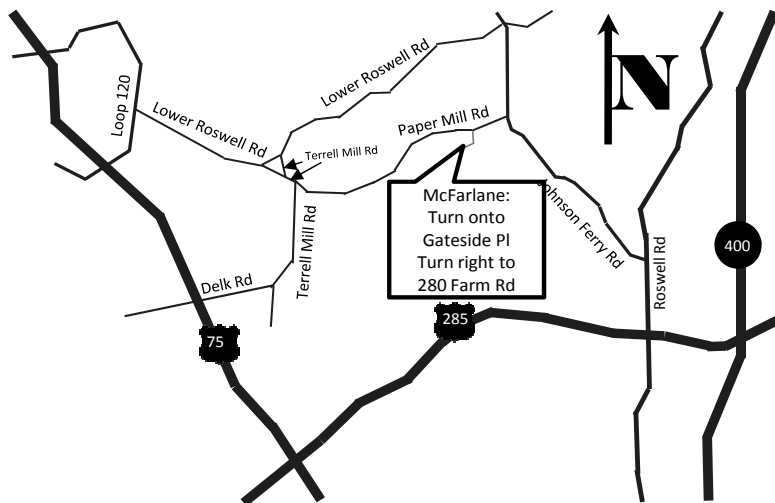 Loop 120
Lower Roswell Rd
Lower Roswell Rd
Paper Mill Rd
N
Terrell Mill Rd
McFarlane:
Turn onto
Gateside Pl
Turn right to
280 Farm Rd
Johnson Ferry Rd
Roswell Rd
400
Terrell Mill Rd
Delk Rd
75
285